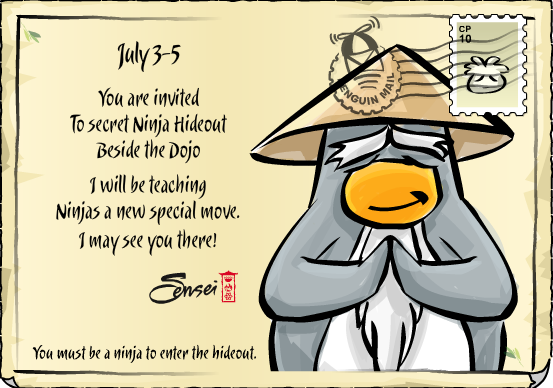 July 3-5
You are invited
To secret Ninja Hideout
Beside the Dojo
I will be teaching
Ninjas a new special move.
I may see you there!
Sensei
You must be a ninja to enter the hideout.
PENGUIN MAIL
CP
10